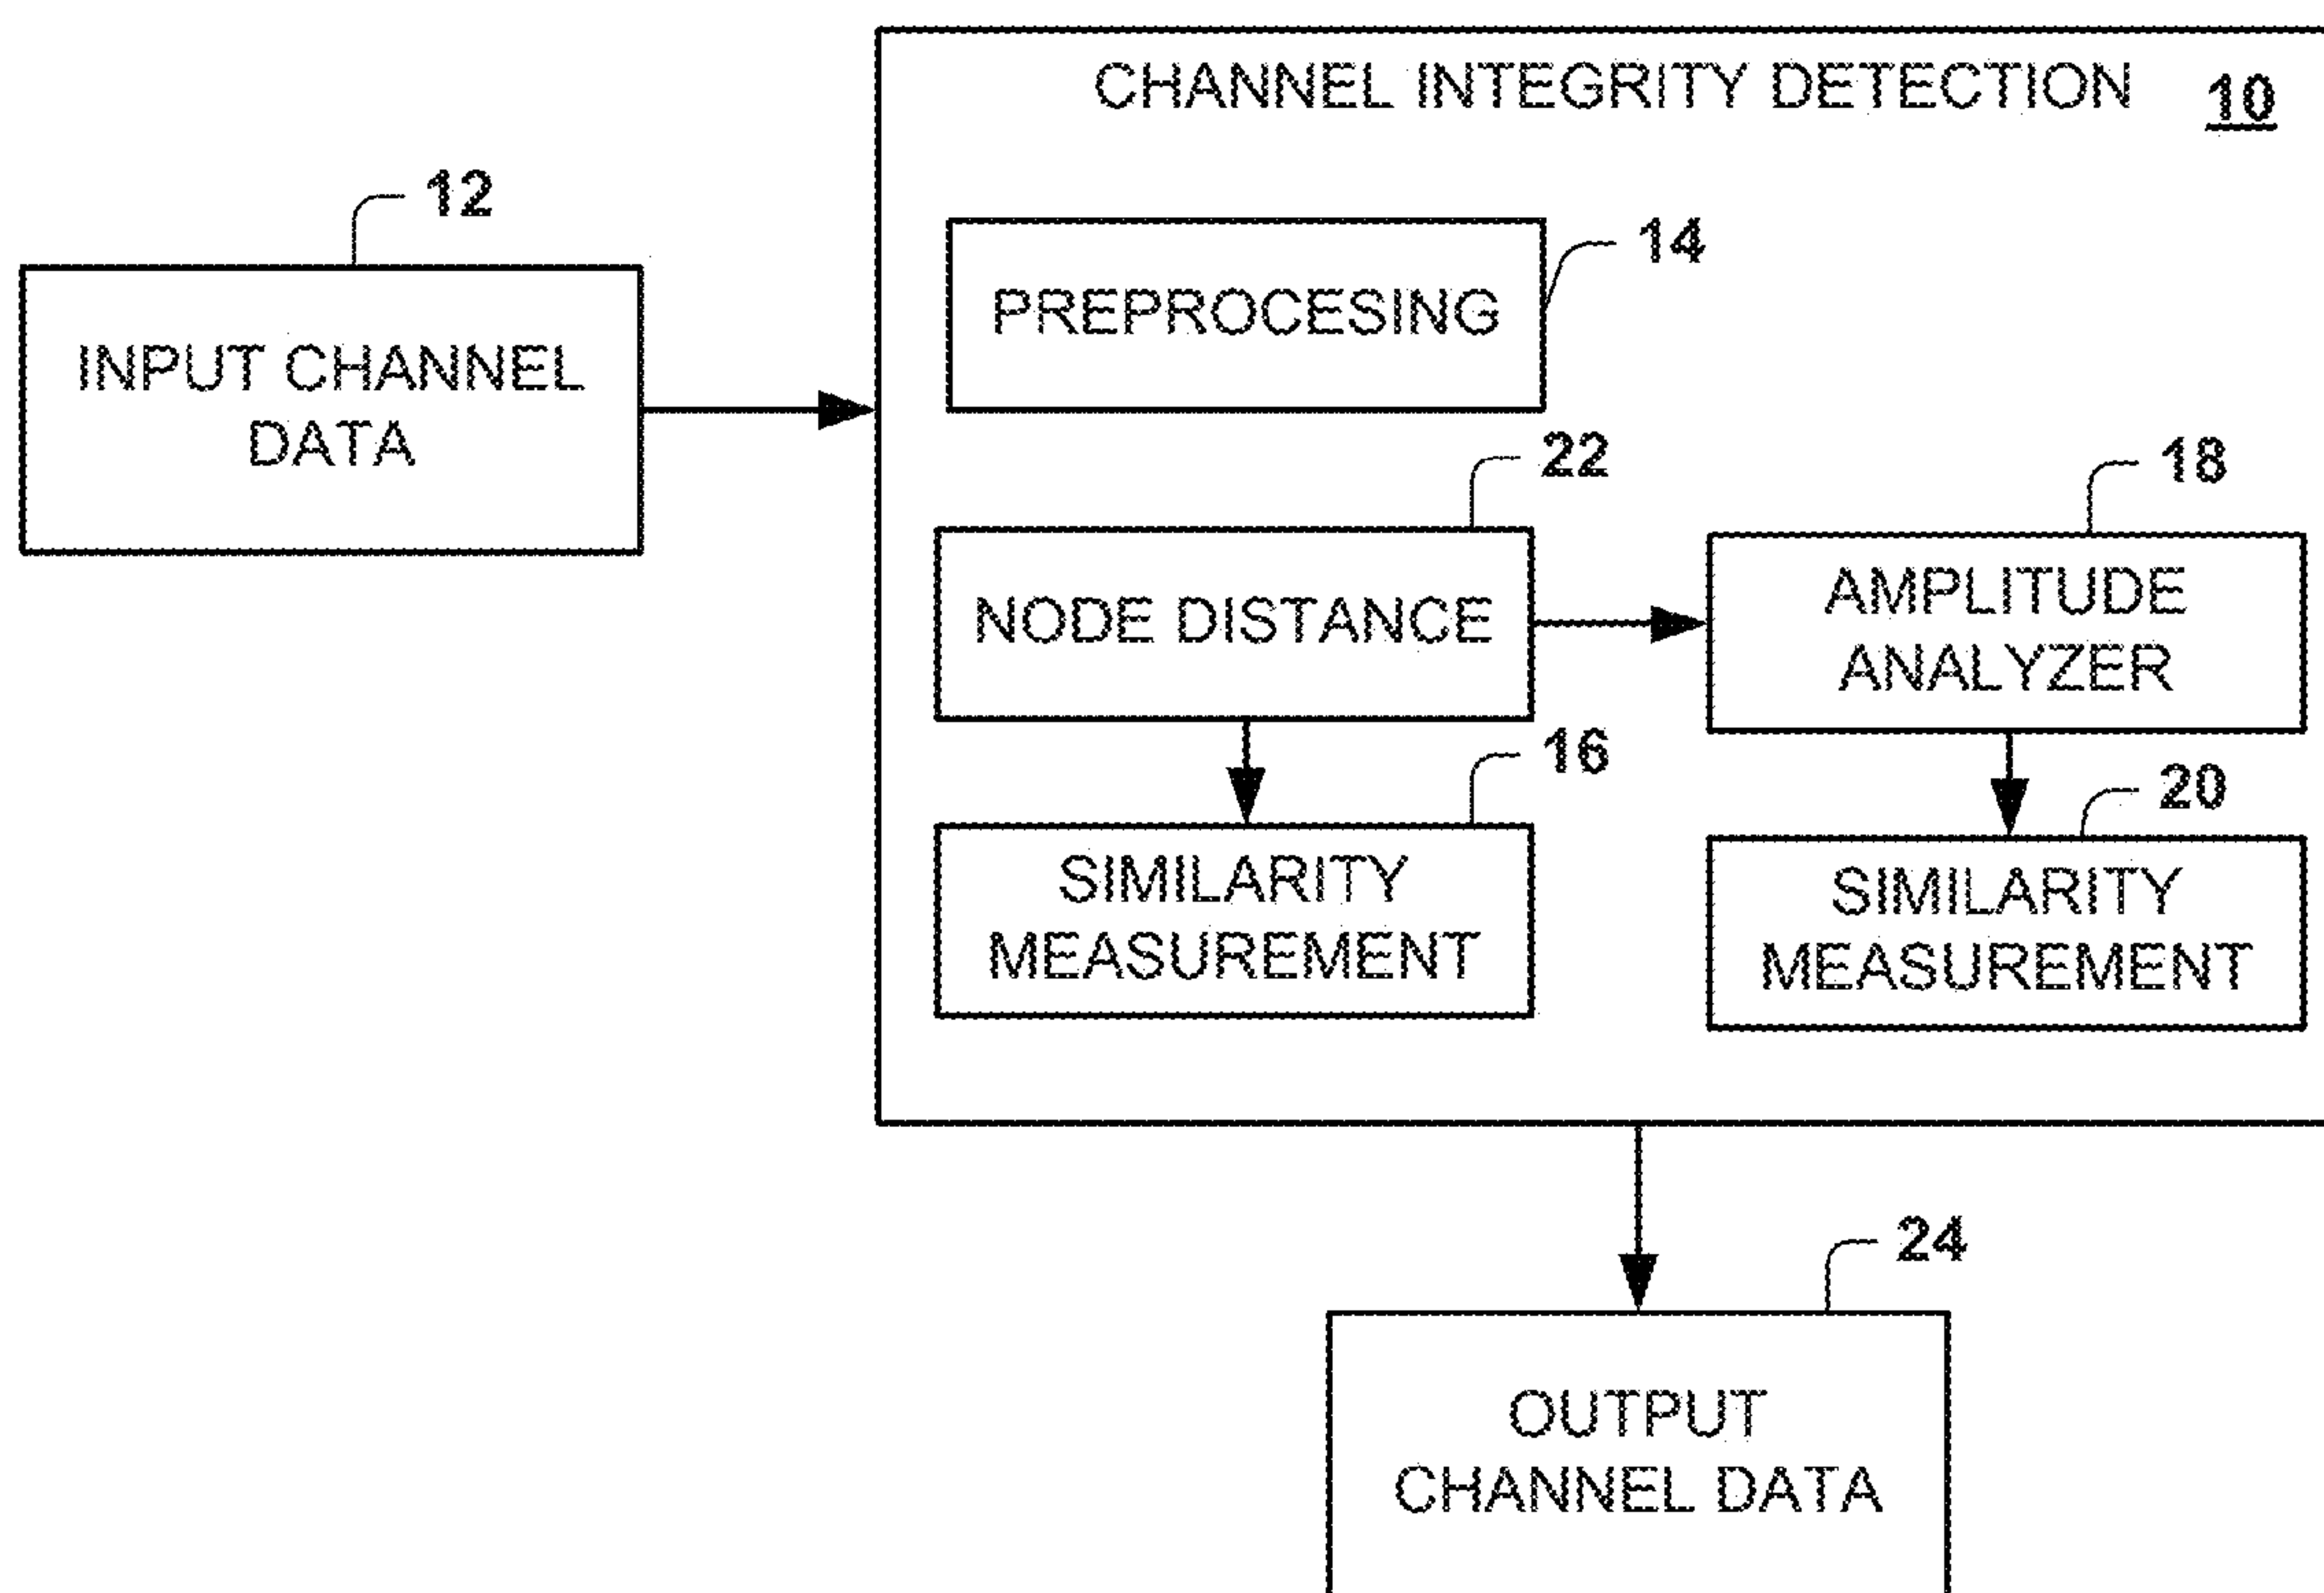 CHANNEL INTEGRITY DETECTION 10
12
INPUT CHANNEL
DATA
14
PREPROCESING
22
NODE DISTANCE
18
AMPLITUDE
ANALYZER
16
SIMILARITY
MEASUREMENT
20
SIMILARITY
MEASUREMENT
24
OUTPUT
CHANNEL DATA